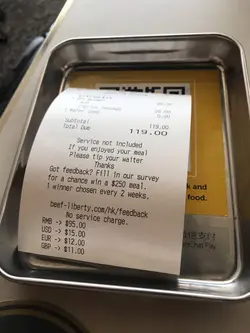 Subtotal 119.00
Total Due 119.00
Service not included
If you enjoyed your meal
Please tip your waiter
Thanks
Got feedback? Fill in our survey
for a chance win a $250 meal.
1 winner chosen every 2 weeks.
beef-liberty.com/hk/feedback
No service charge.
RMB -> $95.00
USD -> $15.00
EUR -> $12.00
GBP -> $11.00
k and
food.